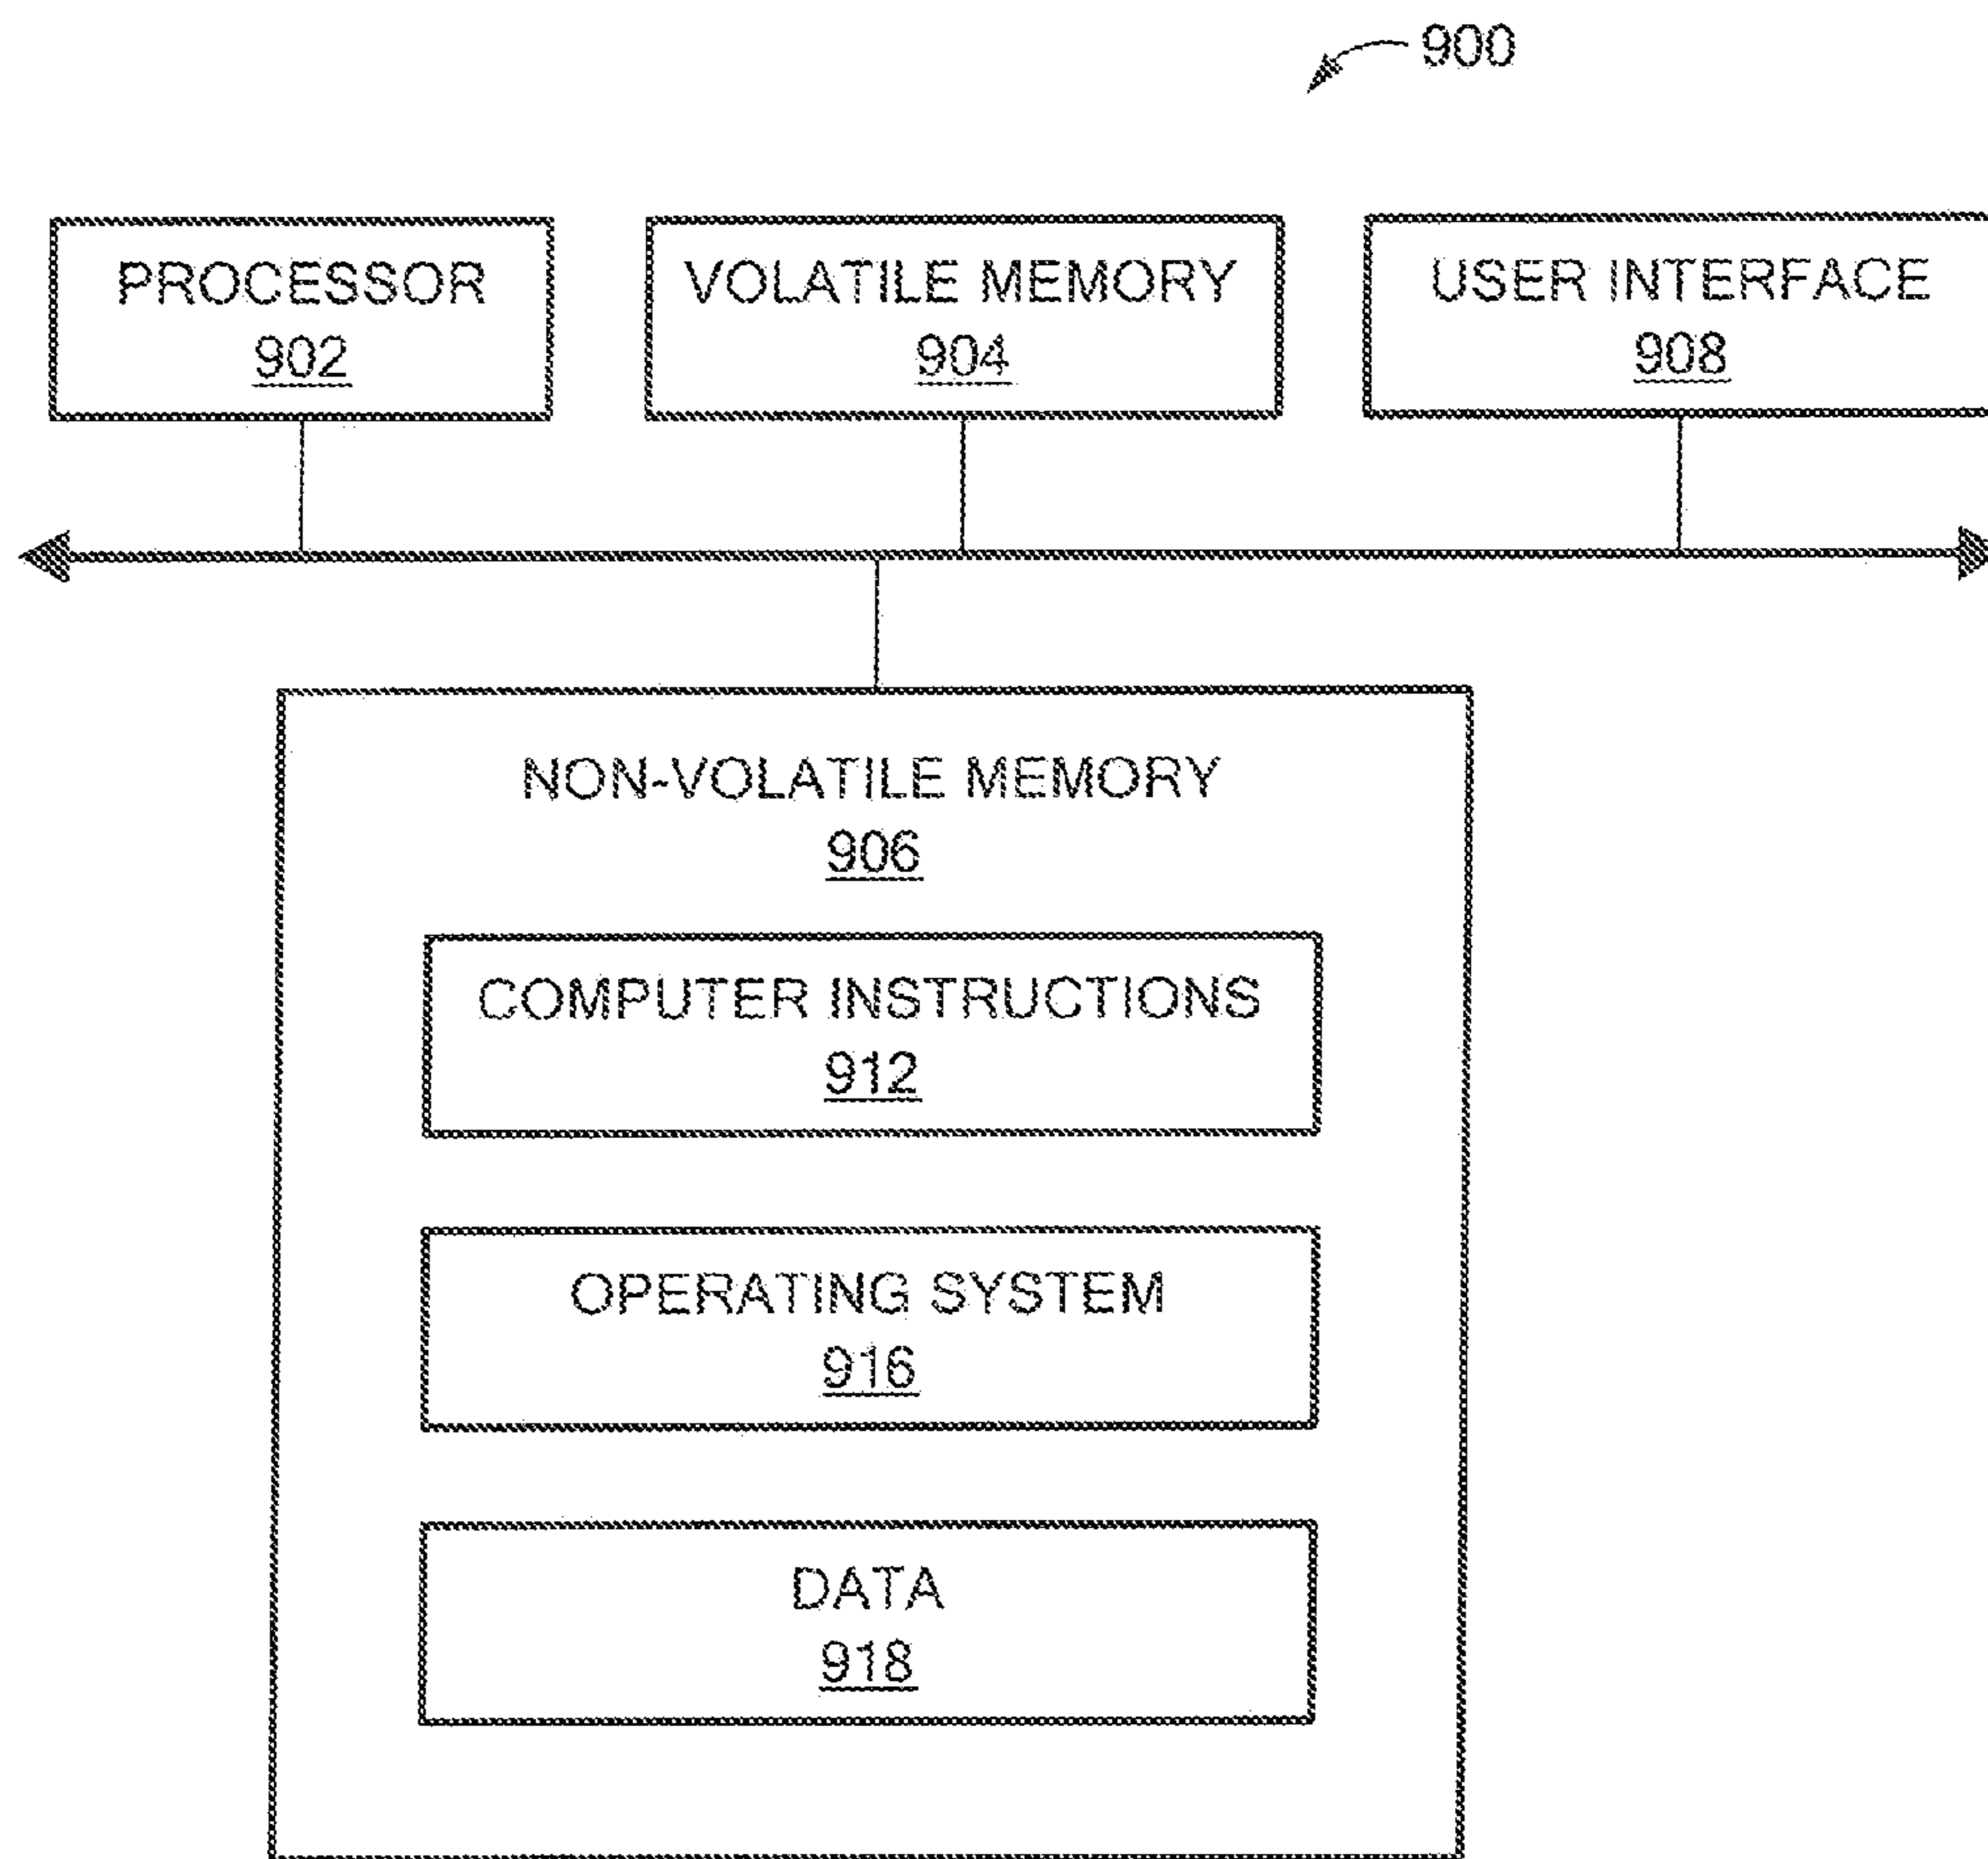 900
PROCESSOR
902
VOLATILE MEMORY
904
USER INTERFACE
908
NON-VOLATILE MEMORY
906
COMPUTER INSTRUCTIONS
912
OPERATING SYSTEM
916
DATA
918